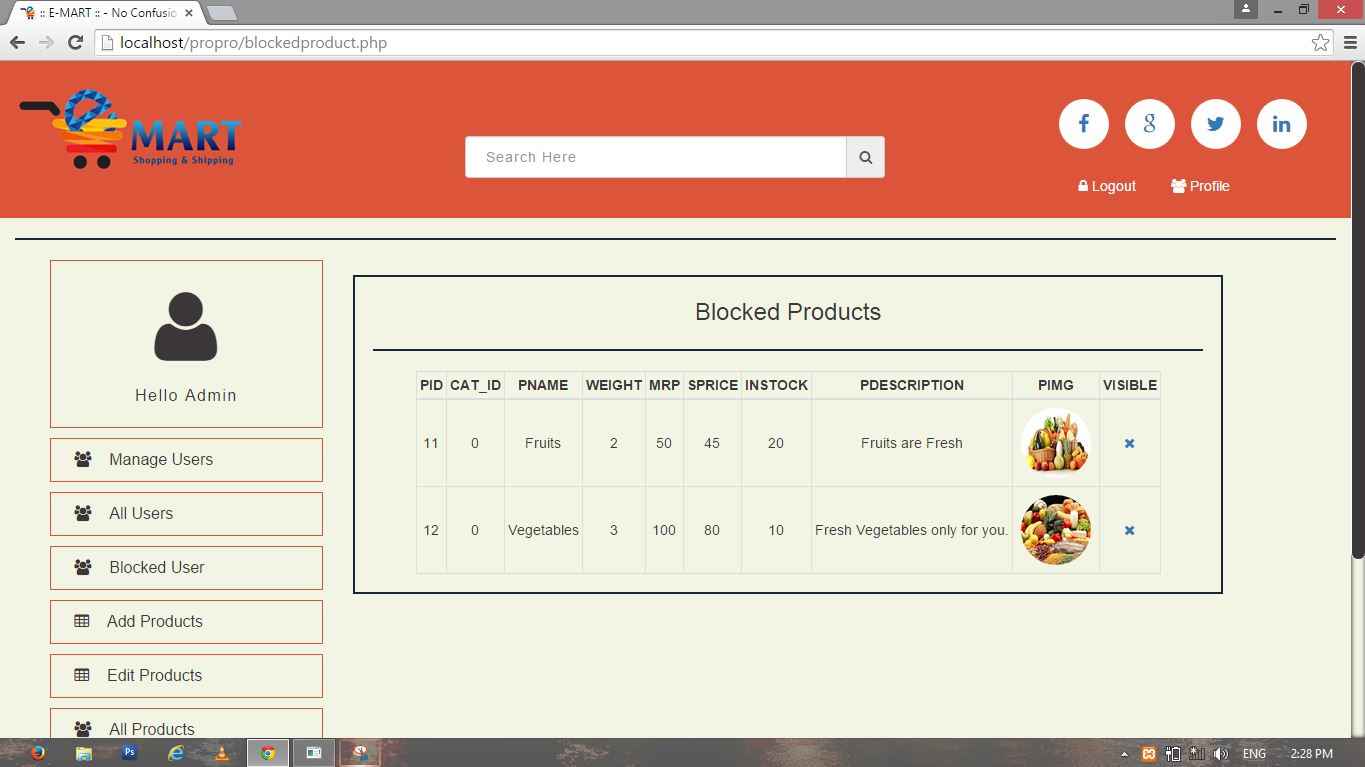 :: E-MART :: - No Confusio
localhost/propro/blockedproduct.php
MART
Shopping & Shipping
Search Here
Logout
Profile
Hello Admin
Manage Users
All Users
Blocked User
Add Products
Edit Products
All Products
Blocked Products
PID CAT_ID PNAME WEIGHT MRP SPRICE INSTOCK PDESCRIPTION PIMG VISIBLE
11 0 Fruits 2 50 45 20 Fruits are Fresh
12 0 Vegetables 3 100 80 10 Fresh Vegetables only for you.
Ps
ENG 2:28 PM